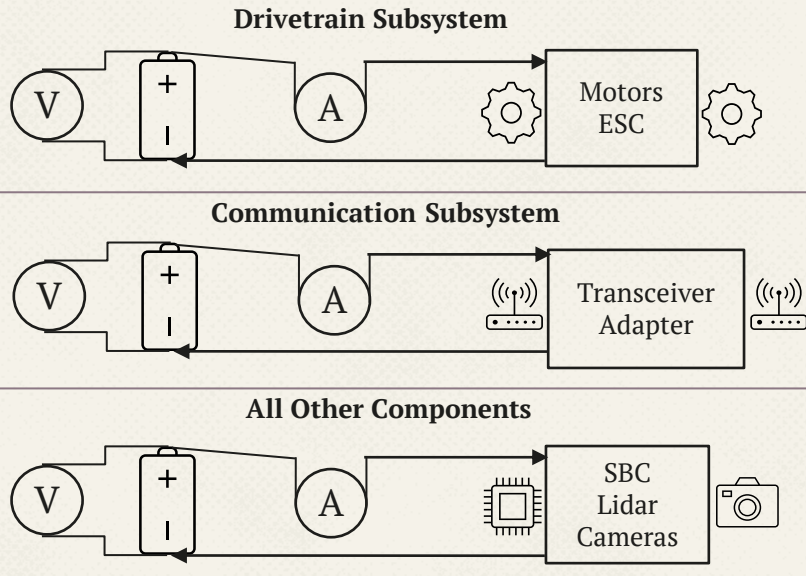 Drivetrain Subsystem
V
+
A
Motors
ESC
Communication Subsystem
V
+
A
Transceiver
Adapter
All Other Components
V
+
A
SBC
Lidar
Cameras